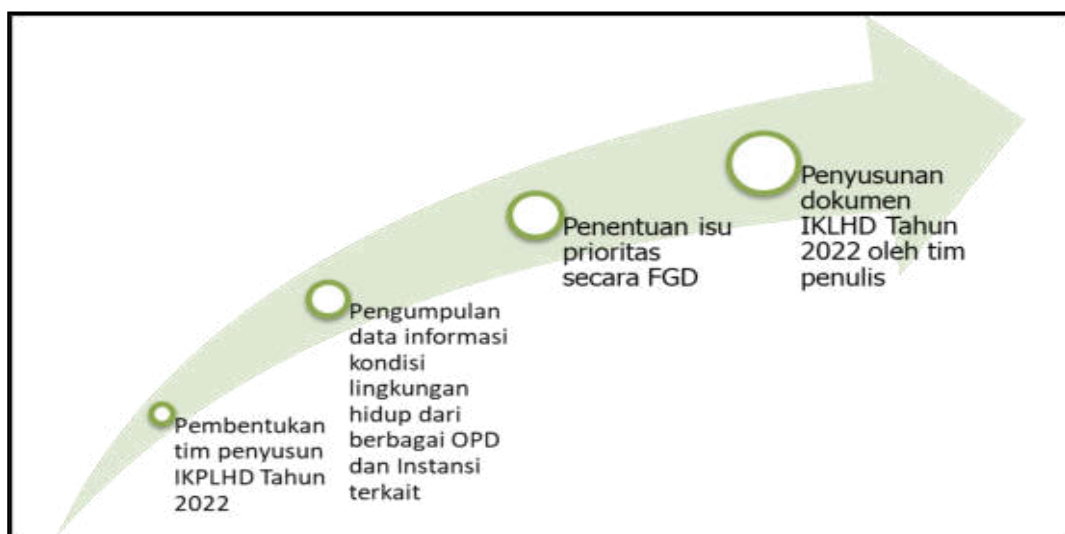 Pembentukan
tim penyusun
IKPLHD Tahun
2022
Pengumpulan
data informasi
kondisi
lingkungan
hidup dari
berbagai OPD
dan Instansi
terkait
Penentuan isu
prioritas
secara FGD
Penyusunan
dokumen
IKLHD Tahun
2022 oleh tim
penulis